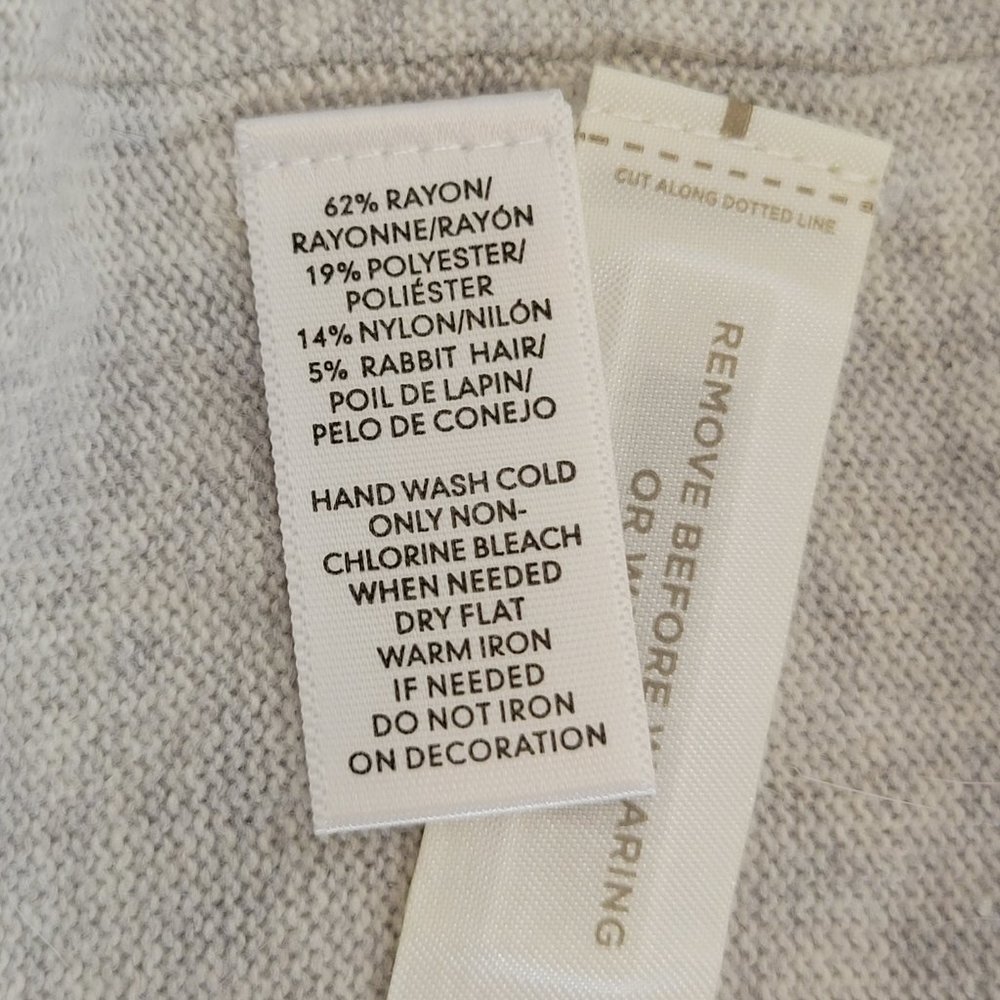 62% RAYON/
RAYONNE/RAYÓN
19% POLYESTER/
POLIÉSTER
14% NYLON/NILÓN
5% RABBIT HAIR/
POIL DE LAPIN/
PELO DE CONEJO
HAND WASH COLD
ONLY NON-
CHLORINE BLEACH
WHEN NEEDED
DRY FLAT
WARM IRON
IF NEEDED
DO NOT IRON
ON DECORATION
CUT ALONG DOTTED LINE
REMOVE BEFORE
OR